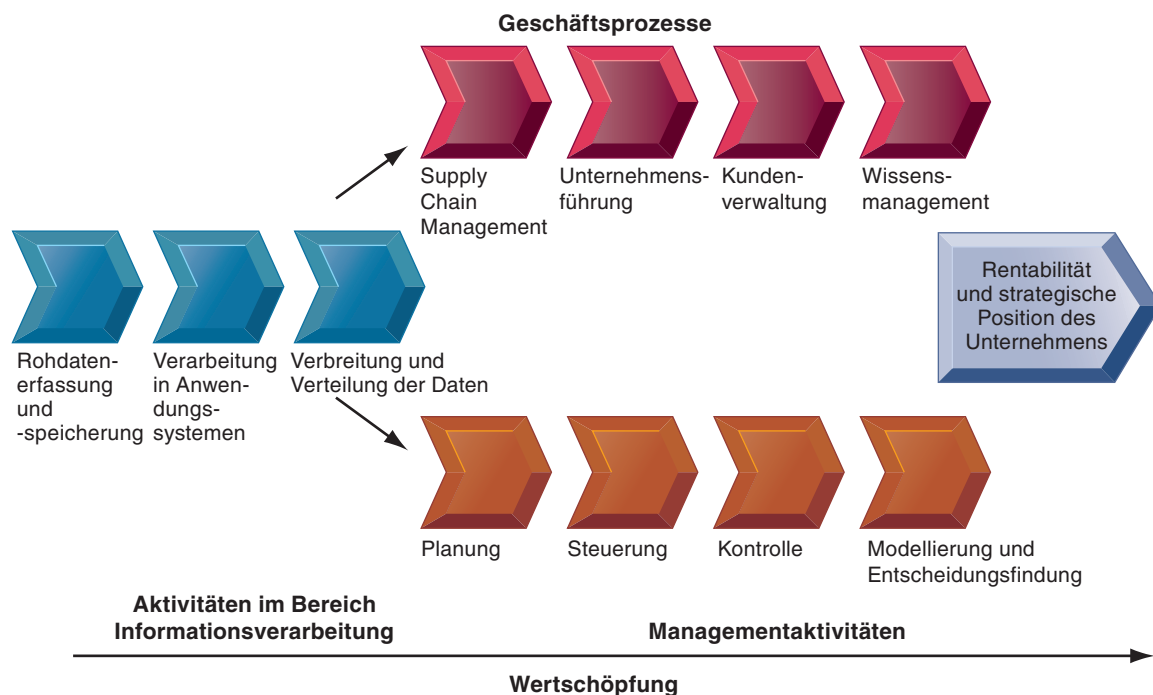 Geschäftsprozesse
Supply
Chain
Management
Unternehmens-
führung
Kunden-
verwaltung
Wissens-
management
Rohdaten-
erfassung
und
-speicherung
Verarbeitung
in Anwen-
dungs-
systemen
Verbreitung und
Verteilung der Daten
Rentabilität
und strategische
Position des
Unternehmens
Planung
Steuerung
Kontrolle
Modellierung und
Entscheidungsfindung
Aktivitäten im Bereich
Informationsverarbeitung
Managementaktivitäten
Wertschöpfung